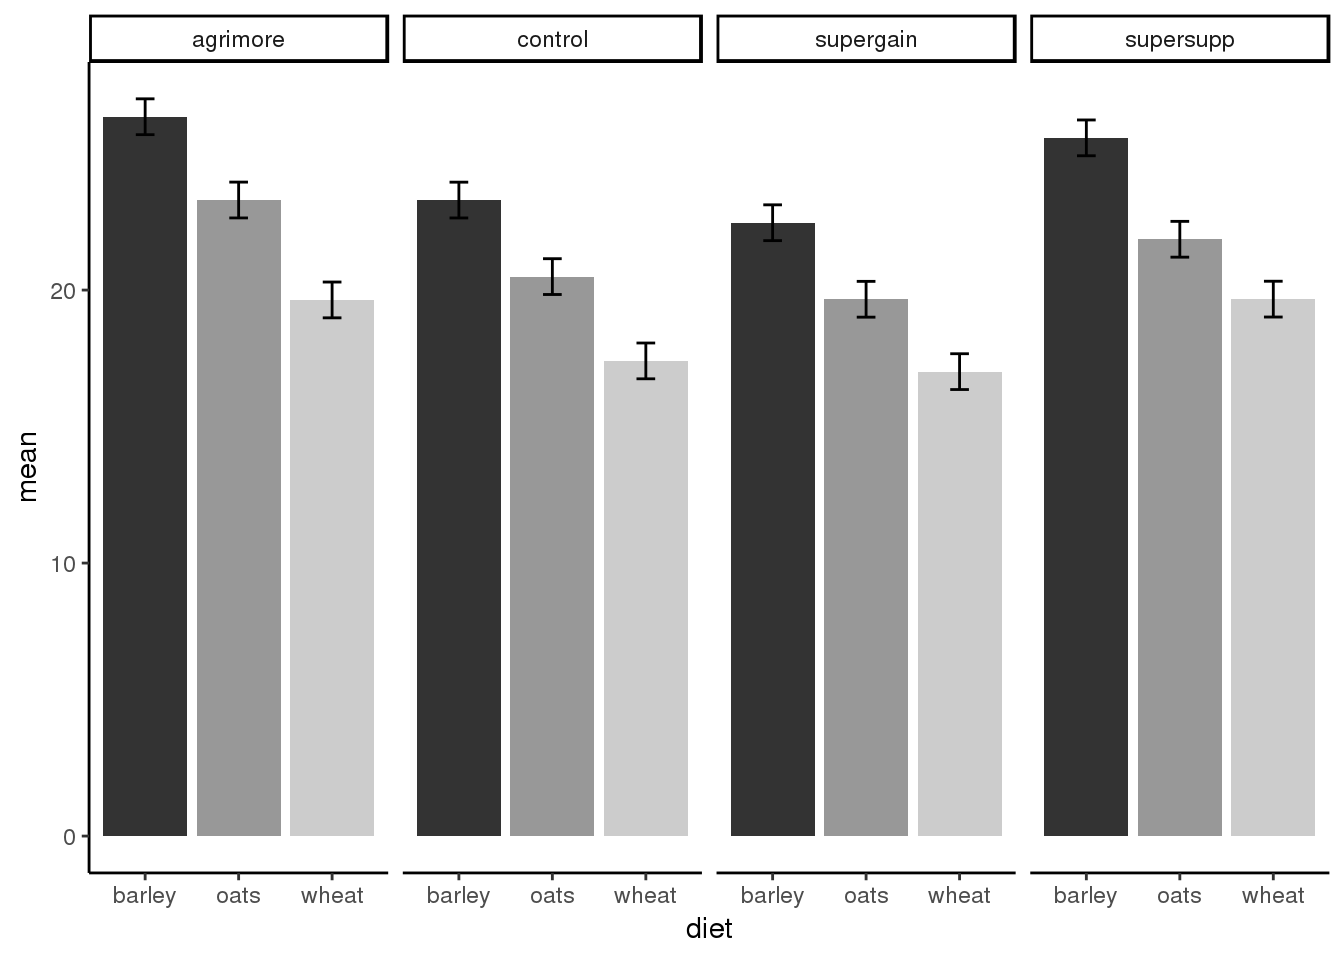 agrimore control supergain supersupp
mean
20
10
0
barley oats wheat barley oats wheat barley oats wheat barley oats wheat
diet